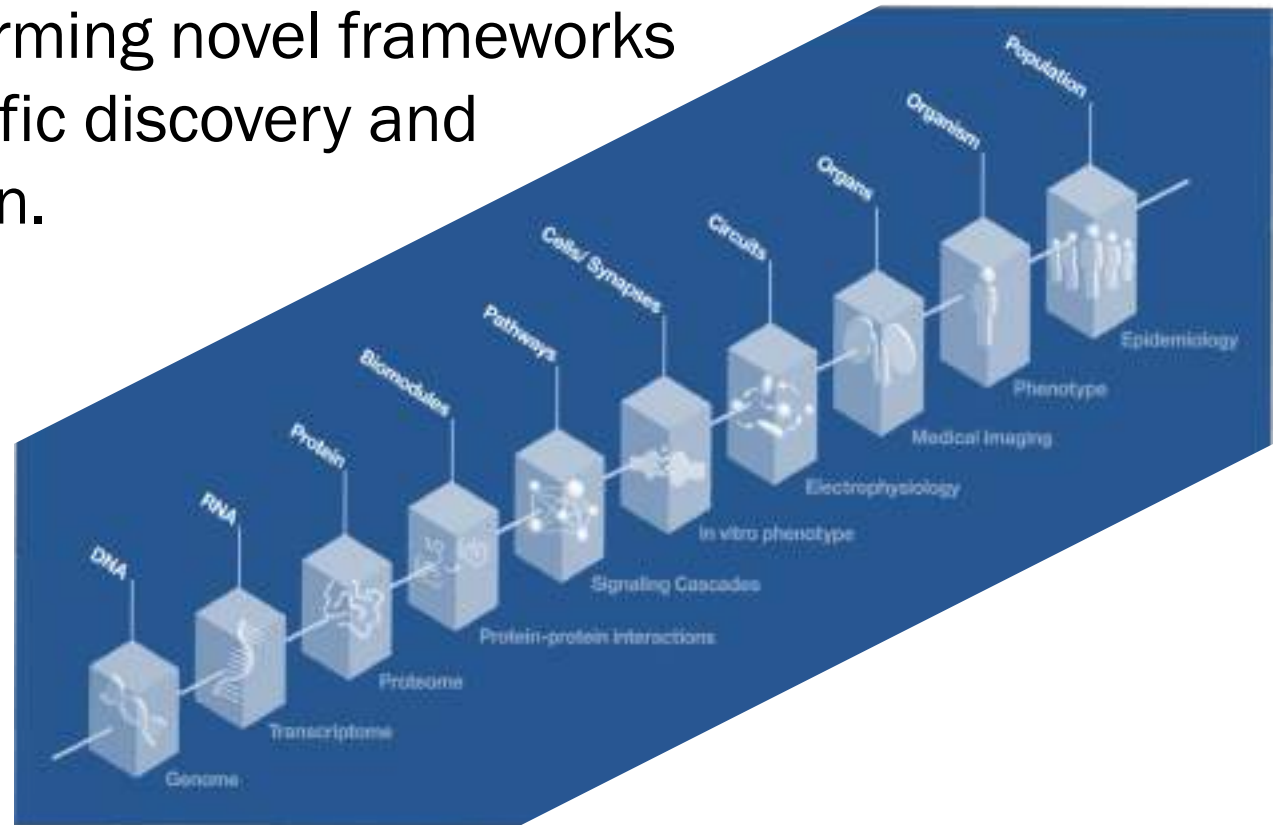 rming novel frameworks
fic discovery and
n.
Population
Organism
Organs
Circuits
Cells/ Synapses
Pathways
Biomodules
Protein
RNA
DNA
Epidemiology
Phenotype
Medical Imaging
Electrophysiology
In vitro phenotype
Signaling Cascades
Protein-protein interactions
Proteome
Transcriptome
Genome